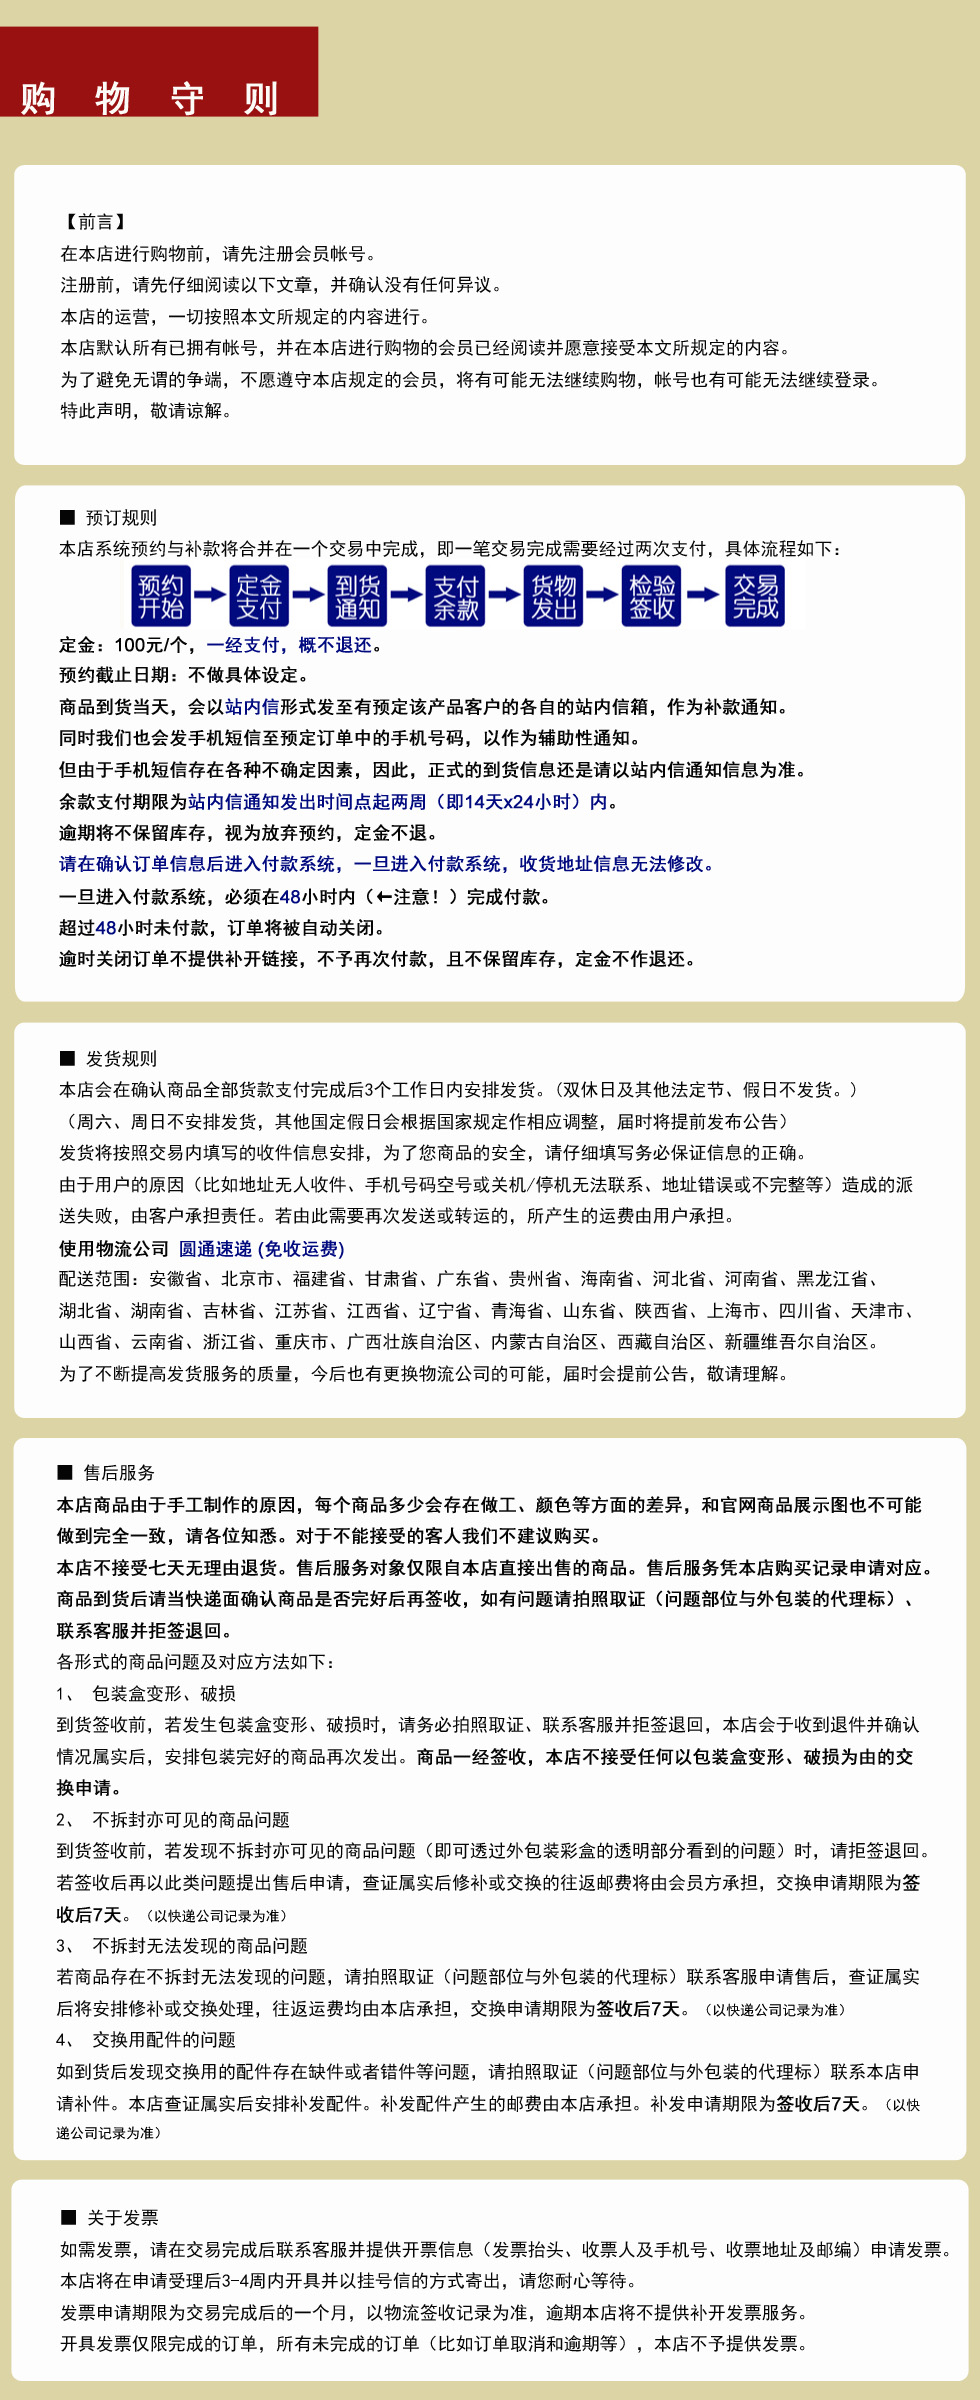 购物守则
【前言】
在本店进行购物前，请先注册会员帐号。
注册前，请先仔细阅读以下文章，并确认没有任何异议。
本店的运营，一切按照本文所规定的内容进行。
本店默认所有已拥有帐号，并在本店进行购物的会员已经阅读并愿意接受本文所规定的内容。
为了避免无谓的争端，不愿遵守本店规定的会员，将有可能无法继续购物，帐号也有可能无法继续登录。
特此声明，敬请谅解。
■ 预订规则
本店系统预约与补款将合并在一个交易中完成，即一笔交易完成需要经过两次支付，具体流程如下：
预约开始→定金支付→到货通知→支付余款→货物发出→检验签收→交易完成
定金：100元/个，一经支付，概不退还。
预约截止日期：不做具体设定。
商品到货当天，会以站内信形式发至有预定该产品客户的各自的站内信箱，作为补款通知。
同时我们也会发手机短信至预定订单中的手机号码，以作为辅助性通知。
但由于手机短信存在各种不确定因素，因此，正式的到货信息还是请以站内信通知信息为准。
余款支付期限为站内信通知发出时间点起两周（即14天x24小时）内。
逾期将不保留库存，视为放弃预约，定金不退。
请在确认订单信息后进入付款系统，一旦进入付款系统，收货地址信息无法修改。
一旦进入付款系统，必须在48小时内（←注意！）完成付款。
超过48小时未付款，订单将被自动关闭。
逾时关闭订单不提供补开链接，不予再次付款，且不保留库存，定金不作退还。
■ 发货规则
本店会在确认商品全部货款支付完成后3个工作日内安排发货。(双休日及其他法定节、假日不发货。)
（周六、周日不安排发货，其他国定假日会根据国家规定作相应调整，届时将提前发布公告）
发货将按照交易内填写的收件信息安排，为了您商品的安全，请仔细填写务必保证信息的正确。
由于用户的原因（比如地址无人收件、手机号码空号或关机/停机无法联系、地址错误或不完整等）造成的派
送失败，由客户承担责任。若由此需要再次发送或转运的，所产生的运费由用户承担。
使用物流公司 圆通速递 (免收运费)
配送范围：安徽省、北京市、福建省、甘肃省、广东省、贵州省、海南省、河北省、河南省、黑龙江省、
湖北省、湖南省、吉林省、江苏省、江西省、辽宁省、青海省、山东省、陕西省、上海市、四川省、天津市、
山西省、云南省、浙江省、重庆市、广西壮族自治区、内蒙古自治区、西藏自治区、新疆维吾尔自治区。
为了不断提高发货服务的质量，今后也有更换物流公司的可能，届时会提前公告，敬请理解。
■ 售后服务
本店商品由于手工制作的原因，每个商品多少会存在做工、颜色等方面的差异，和官网商品展示图也不可能
做到完全一致，请各位知悉。对于不能接受的客人我们不建议购买。
本店不接受七天无理由退货。售后服务对象仅限自本店直接出售的商品。售后服务凭本店购买记录申请对应。
商品到货后请当快递面确认商品是否完好后再签收，如有问题请拍照取证（问题部位与外包装的代理标）、
联系客服并拒签退回。
各形式的商品问题及对应方法如下：
1、 包装盒变形、破损
到货签收前，若发生包装盒变形、破损时，请务必拍照取证、联系客服并拒签退回，本店会于收到退件并确认
情况属实后，安排包装完好的商品再次发出。商品一经签收，本店不接受任何以包装盒变形、破损为由的交
换申请。
2、 不拆封亦可见的商品问题
到货签收前，若发现不拆封亦可见的商品问题（即可透过外包装彩盒的透明部分看到的问题）时，请拒签退回。
若签收后再以此类问题提出售后申请，查证属实后修补或交换的往返邮费将由会员方承担，交换申请期限为签
收后7天。（以快递公司记录为准）
3、 不拆封无法发现的商品问题
若商品存在不拆封无法发现的问题，请拍照取证（问题部位与外包装的代理标）联系客服申请售后，查证属实
后将安排修补或交换处理，往返运费均由本店承担，交换申请期限为签收后7天。（以快递公司记录为准）
4、 交换用配件的问题
如到货后发现交换用的配件存在缺件或者错件等问题，请拍照取证（问题部位与外包装的代理标）联系本店申
请补件。本店查证属实后安排补发配件。补发配件产生的邮费由本店承担。补发申请期限为签收后7天。（以快
递公司记录为准）
■ 关于发票
如需发票，请在交易完成后联系客服并提供开票信息（发票抬头、收票人及手机号、收票地址及邮编）申请发票。
本店将在申请受理后3-4周内开具并以挂号信的方式寄出，请您耐心等待。
发票申请期限为交易完成后的一个月，以物流签收记录为准，逾期本店将不提供补开发票服务。
开具发票仅限完成的订单，所有未完成的订单（比如订单取消和逾期等），本店不予提供发票。